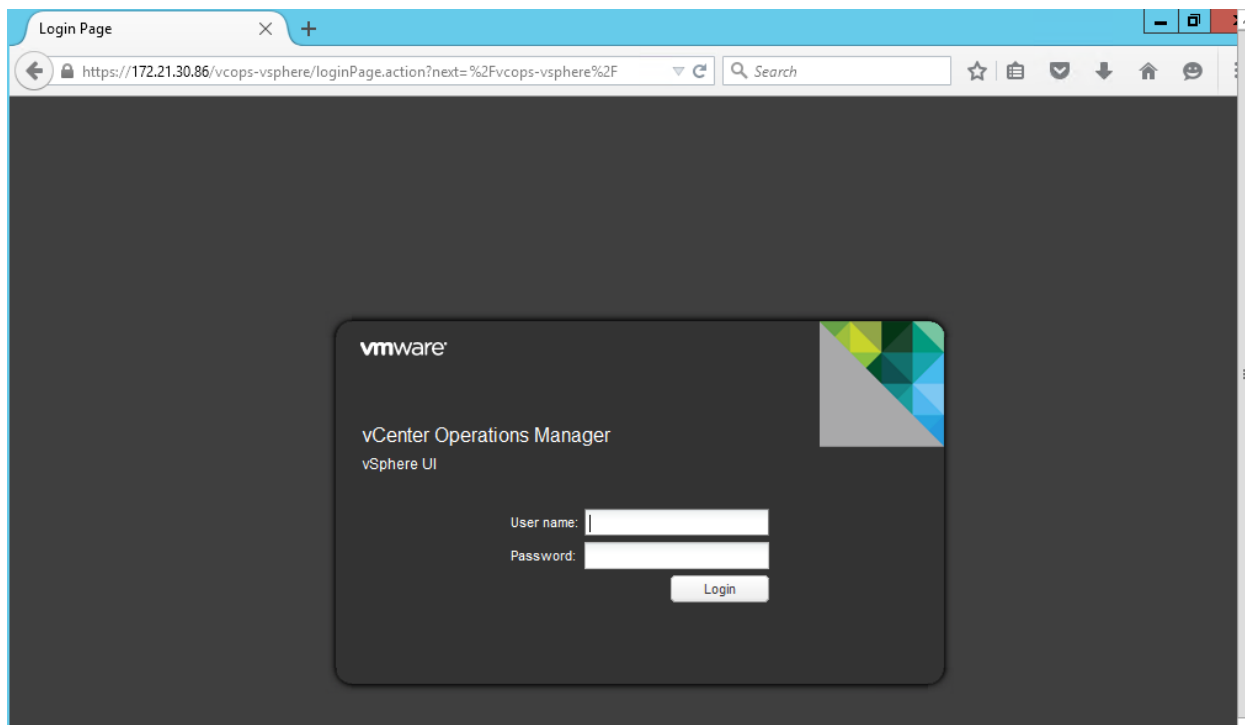 Login Page
https://172.21.30.86/vcops-vsphere/loginPage.action?next=%2Fvcops-vsphere%2F
Search
vmware
vCenter Operations Manager
vSphere UI
User name:
Password:
Login